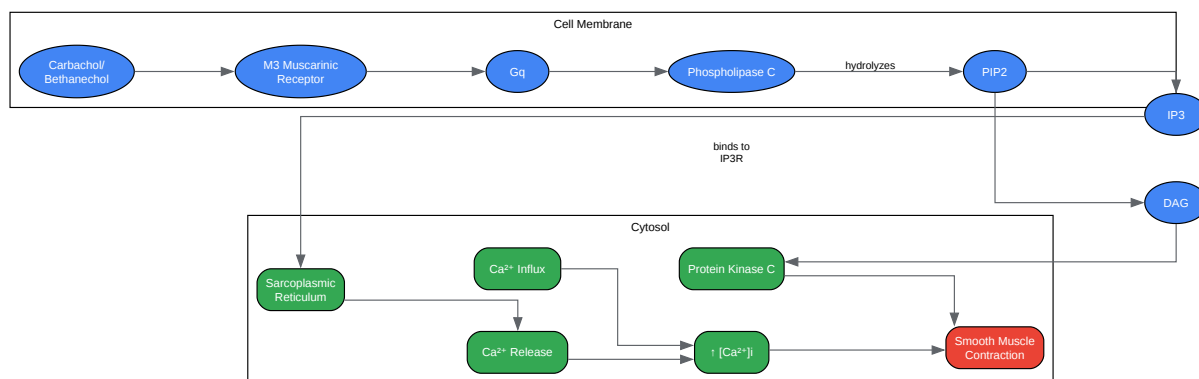 Cell Membrane
Carbachol/
Bethanechol
M3 Muscarinic
Receptor
Gq
Phospholipase C
hydrolyzes
PIP2
IP3
binds to
IP3R
DAG
Cytosol
Ca²⁺ Influx
Protein Kinase C
Sarcoplasmic
Reticulum
Ca²⁺ Release
↑ [Ca²⁺]i
Smooth Muscle
Contraction